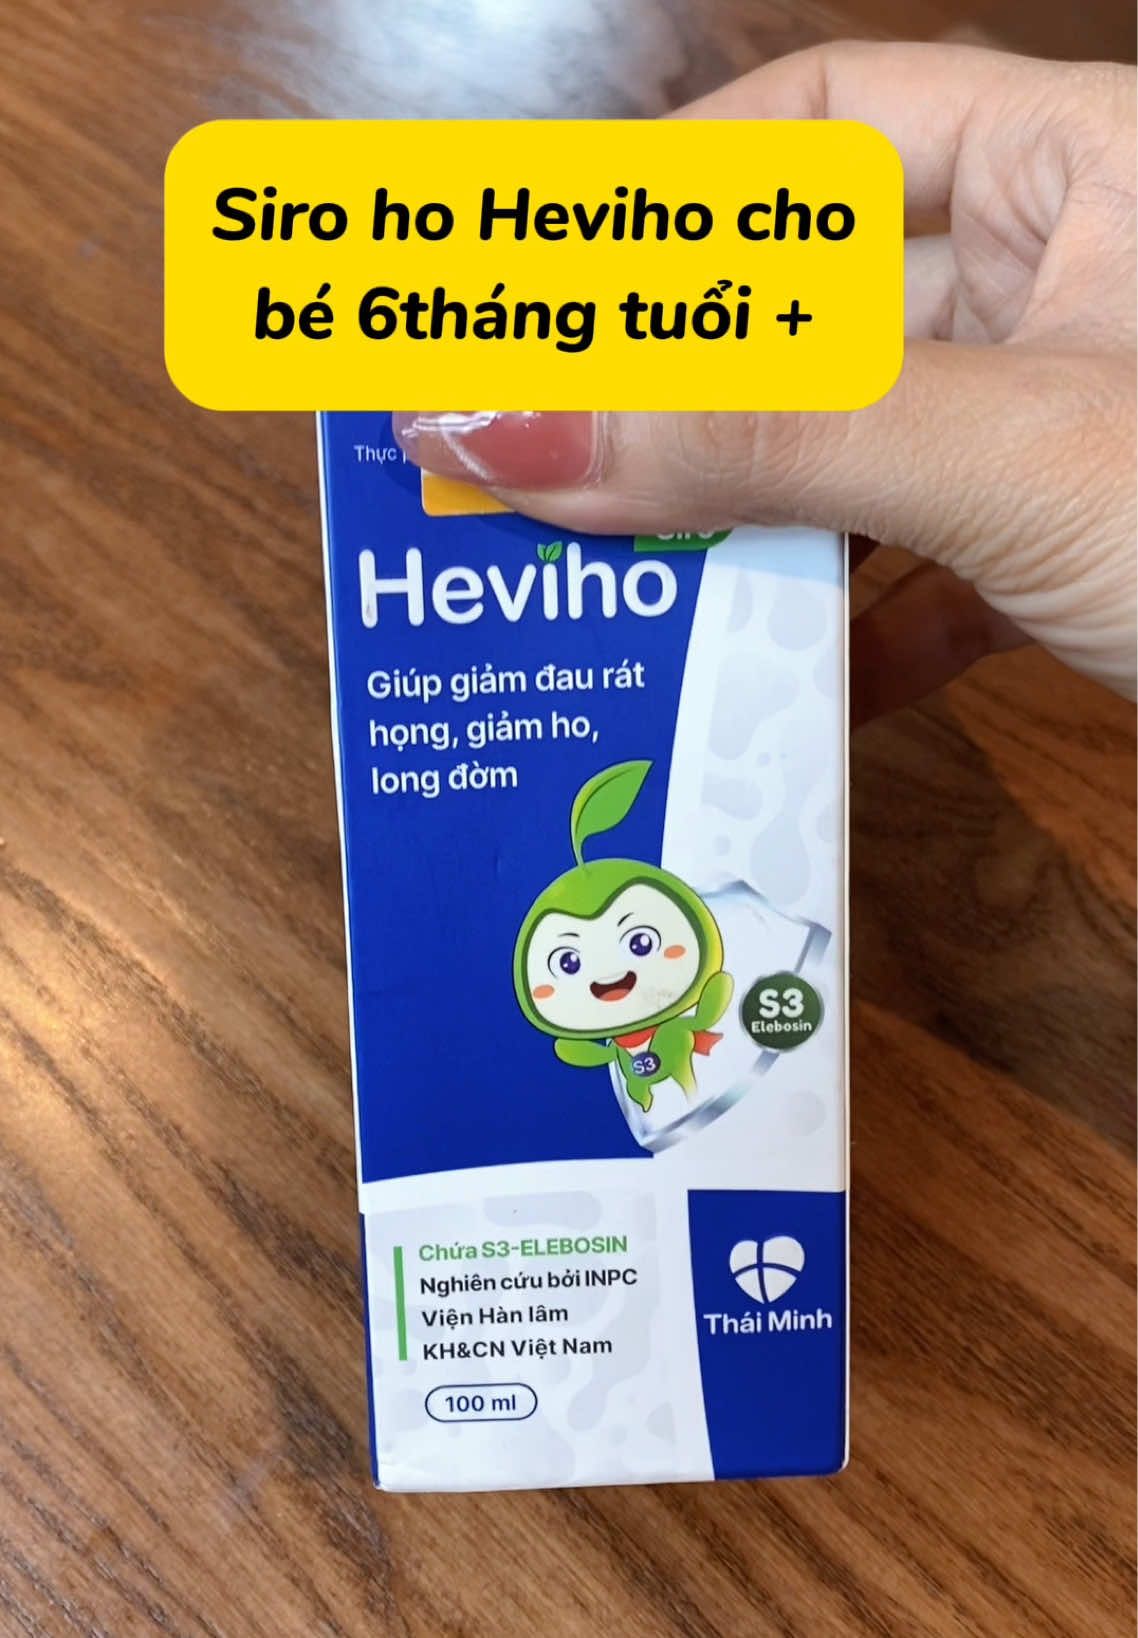 Siro ho Heviho cho
bé 6tháng tuổi +
Thực
Heviho
Giúp giảm đau rát
họng, giảm ho,
long đờm
S3
Elebosin
S3
Chứa S3-ELEBOSIN
Nghiên cứu bởi INPC
Viện Hàn lâm
KH&CN Việt Nam
Thái Minh
100 ml